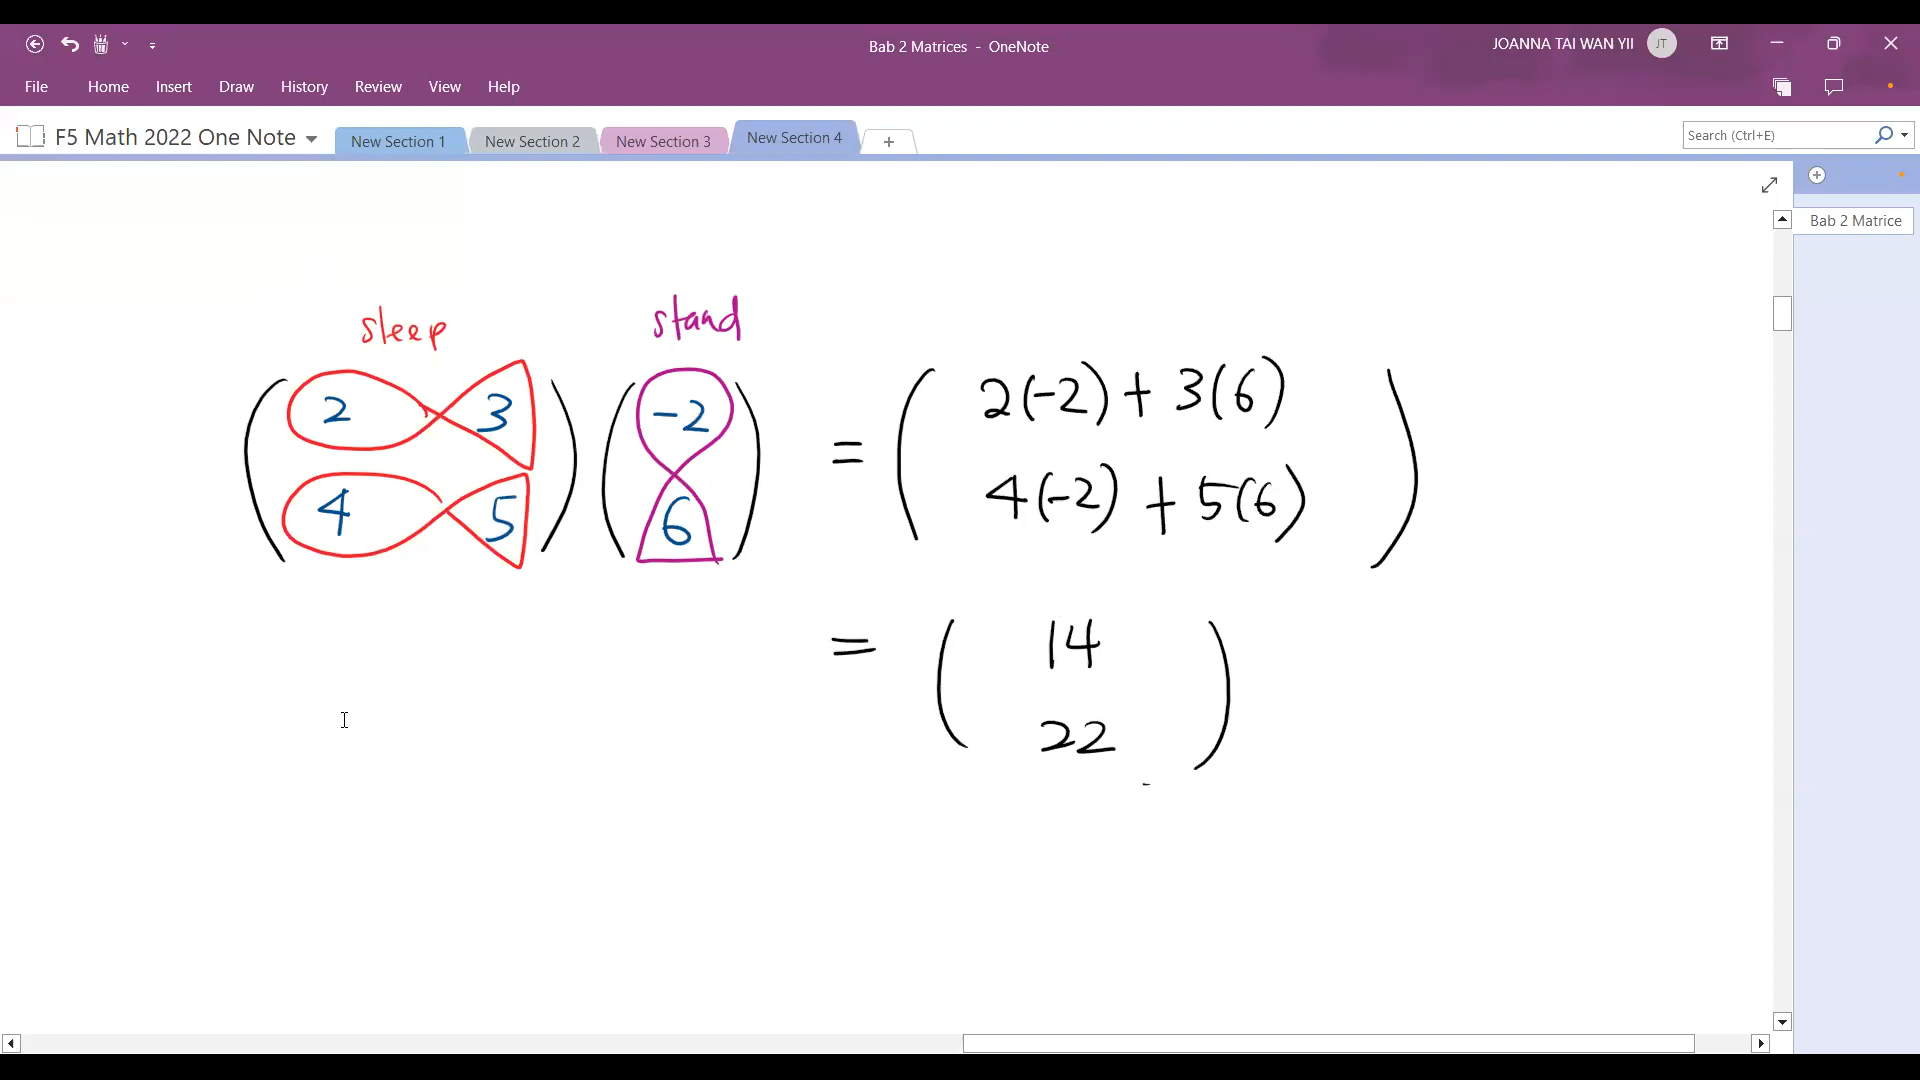 Bab 2 Matrices - OneNote
JOANNA TAI WAN YII JT
File Home Insert Draw History Review View Help
F5 Math 2022 One Note New Section 1 New Section 2 New Section 3 New Section 4 + Search (Ctrl+E)
Bab 2 Matrice
sleep stand
( 2 3 ) ( -2 ) = ( 2(-2) + 3(6) )
( 4 5 ) ( 6 ) ( 4(-2) + 5(6) )
= ( 14 )
( 22 )